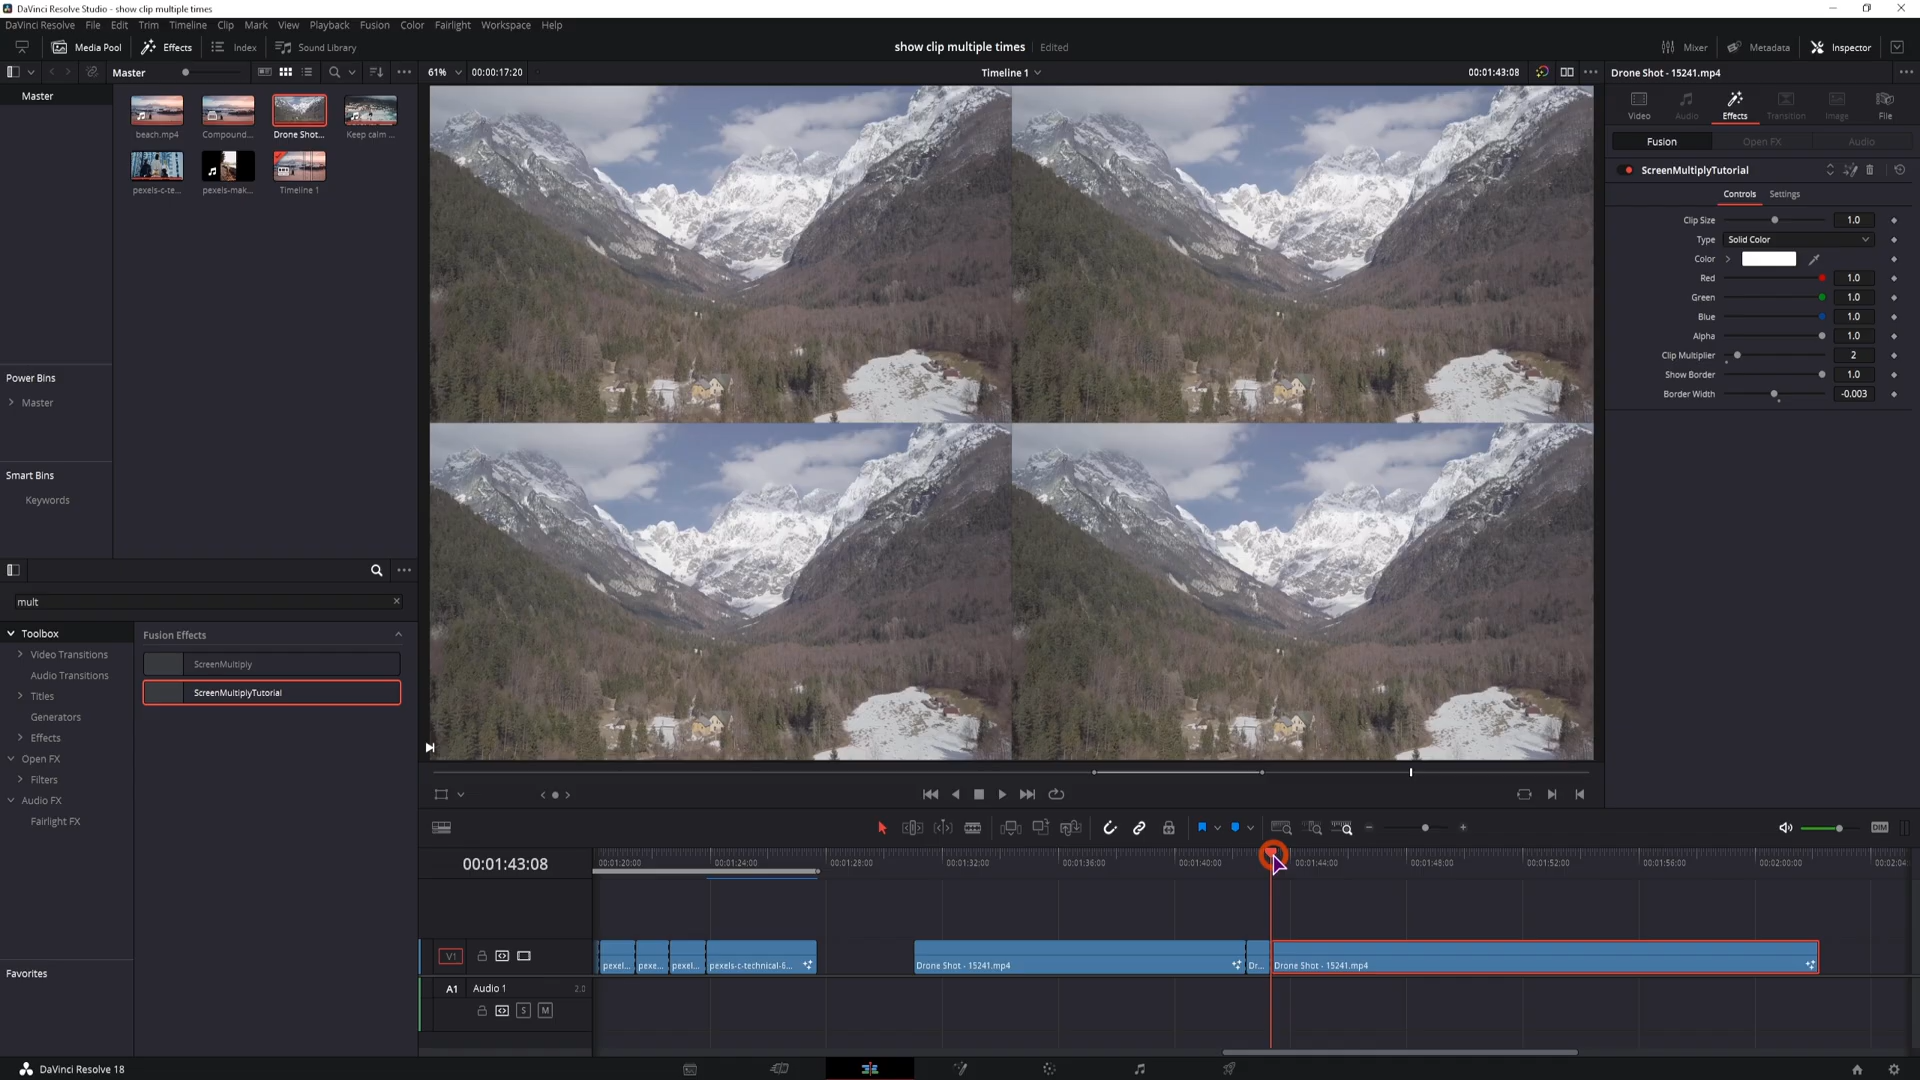 DaVinci Resolve Studio - show clip multiple times
DaVinci Resolve File Edit Trim Timeline Clip Mark View Playback Fusion Color Fairlight Workspace Help
Media Pool Effects Index Sound Library show clip multiple times Edited Mixer Metadata Inspector
Master 61% 00:00:17:20 Timeline 1 00:01:43:08 Drone Shot - 15241.mp4
Master
beach.mp4 Compound... Drone Shot... Keep calm ...
pexels-c-te... pexels-mak... Timeline 1
Video Audio Effects Transition Image File
Fusion Open FX Audio
ScreenMultiplyTutorial
Controls Settings
Clip Size 1.0
Type Solid Color
Color
Red 1.0
Green 1.0
Blue 1.0
Alpha 1.0
Clip Multiplier 2
Show Border 1.0
Border Width -0.003
Power Bins
Master
Smart Bins
Keywords
mult
Toolbox
Video Transitions
Audio Transitions
Titles
Generators
Effects
Open FX
Filters
Audio FX
Fairlight FX
Favorites
Fusion Effects
ScreenMultiply
ScreenMultiplyTutorial
DIM
00:01:43:08
00:01:20:00 00:01:24:00 00:01:28:00 00:01:32:00 00:01:36:00 00:01:40:00 00:01:44:00 00:01:48:00 00:01:52:00 00:01:56:00 00:02:00:00 00:02:04
V1
pexel... pexe... pexel... pexels-c-technical-6... Drone Shot - 15241.mp4 Dr... Drone Shot - 15241.mp4
A1 Audio 1 2.0
S M
DaVinci Resolve 18